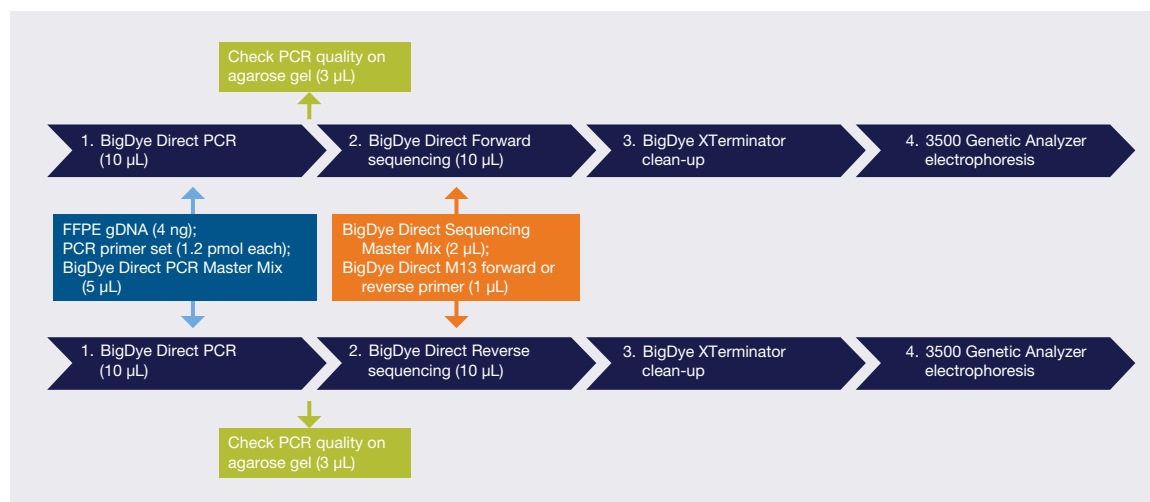 Check PCR quality on
agarose gel (3 µL)
1. BigDye Direct PCR
(10 µL)
2. BigDye Direct Forward
sequencing (10 µL)
3. BigDye XTerminator
clean-up
4. 3500 Genetic Analyzer
electrophoresis
FFPE gDNA (4 ng);
PCR primer set (1.2 pmol each);
BigDye Direct PCR Master Mix
(5 µL)
BigDye Direct Sequencing
Master Mix (2 µL);
BigDye Direct M13 forward or
reverse primer (1 µL)
1. BigDye Direct PCR
(10 µL)
2. BigDye Direct Reverse
sequencing (10 µL)
3. BigDye XTerminator
clean-up
4. 3500 Genetic Analyzer
electrophoresis
Check PCR quality on
agarose gel (3 µL)